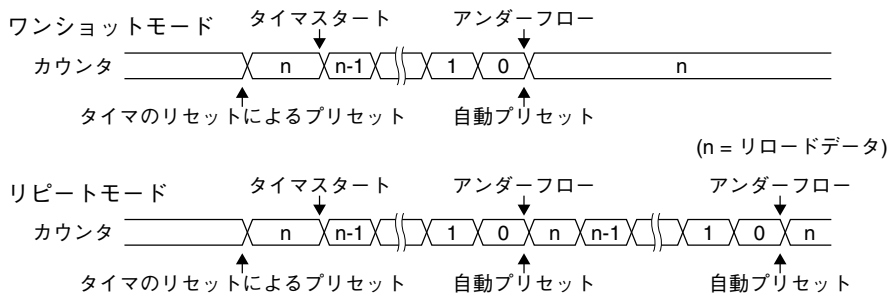 ワンショットモード
タイマスタート アンダーフロー
カウンタ n n-1 1 0 n
タイマのリセットによるプリセット 自動プリセット
(n = リロードデータ)
リピートモード
タイマスタート アンダーフロー アンダーフロー
カウンタ n n-1 1 0 n n-1 1 0 n
タイマのリセットによるプリセット 自動プリセット 自動プリセット